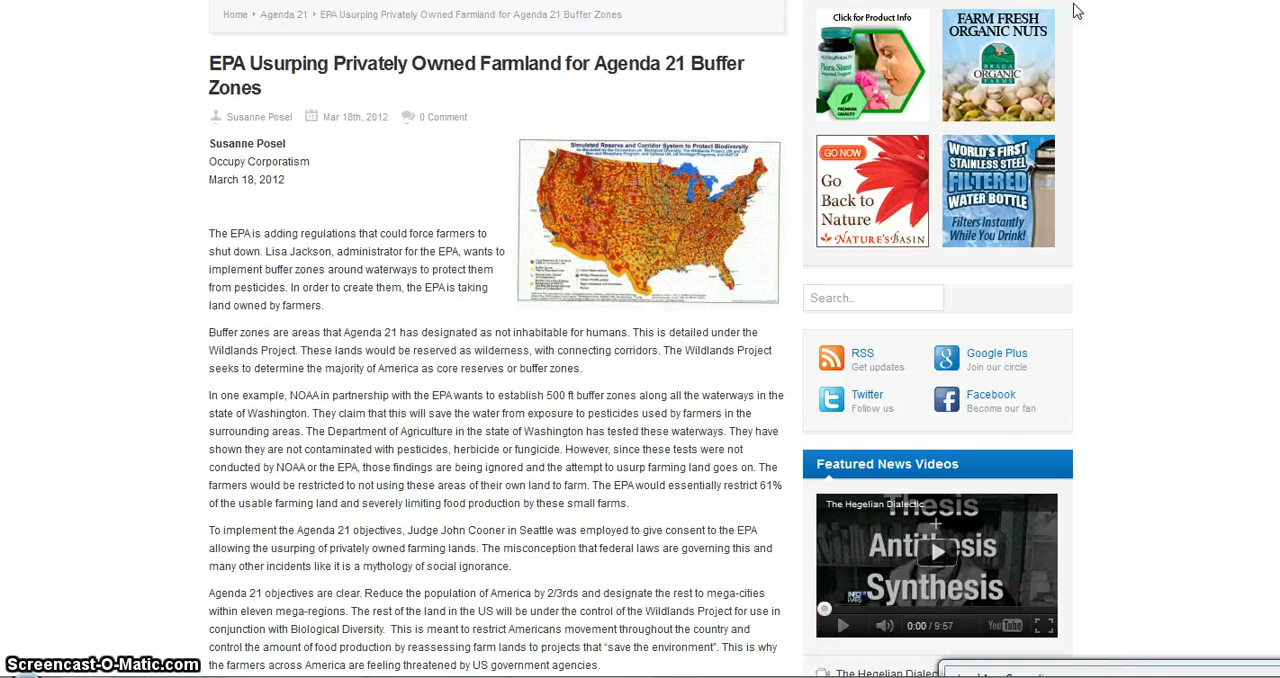 Home › Agenda 21 › EPA Usurping Privately Owned Farmland for Agenda 21 Buffer Zones
EPA Usurping Privately Owned Farmland for Agenda 21 Buffer
Zones
Susanne Posel Mar 18th, 2012 0 Comment
Susanne Posel
Occupy Corporatism
March 18, 2012
Simulated Reserve and Corridor System to Protect Biodiversity
The EPA is adding regulations that could force farmers to
shut down. Lisa Jackson, administrator for the EPA, wants to
implement buffer zones around waterways to protect them
from pesticides. In order to create them, the EPA is taking
land owned by farmers.
Buffer zones are areas that Agenda 21 has designated as not inhabitable for humans. This is detailed under the
Wildlands Project. These lands would be reserved as wilderness, with connecting corridors. The Wildlands Project
seeks to determine the majority of America as core reserves or buffer zones.
In one example, NOAA in partnership with the EPA wants to establish 500 ft buffer zones along all the waterways in the
state of Washington. They claim that this will save the water from exposure to pesticides used by farmers in the
surrounding areas. The Department of Agriculture in the state of Washington has tested these waterways. They have
shown they are not contaminated with pesticides, herbicide or fungicide. However, since these tests were not
conducted by NOAA or the EPA, those findings are being ignored and the attempt to usurp farming land goes on. The
farmers would be restricted to not using these areas of their own land to farm. The EPA would essentially restrict 61%
of the usable farming land and severely limiting food production by these small farms.
To implement the Agenda 21 objectives, Judge John Cooner in Seattle was employed to give consent to the EPA
allowing the usurping of privately owned farming lands. The misconception that federal laws are governing this and
many other incidents like it is a mythology of social ignorance.
Agenda 21 objectives are clear. Reduce the population of America by 2/3rds and designate the rest to mega-cities
within eleven mega-regions. The rest of the land in the US will be under the control of the Wildlands Project for use in
conjunction with Biological Diversity. This is meant to restrict Americans movement throughout the country and
control the amount of food production by reassessing farm lands to projects that “save the environment”. This is why
the farmers across America are feeling threatened by US government agencies.
Click for Product Info
PREMIUM
QUALITY
FARM FRESH
ORGANIC NUTS
BRAGA
ORGANIC
FARMS
GO NOW
Go
Back to
Nature
NATURE'S BASIN
WORLD'S FIRST
STAINLESS STEEL
FILTERED
WATER BOTTLE
Filters Instantly
While You Drink!
Search..
RSS
Get updates
Google Plus
Join our circle
Twitter
Follow us
Facebook
Become our fan
Featured News Videos
The Hegelian Dialectic
Thesis
+
Antithesis
Synthesis
INFO
0:00 / 9:57 YouTube
The Hegelian
Screencast-O-Matic.com